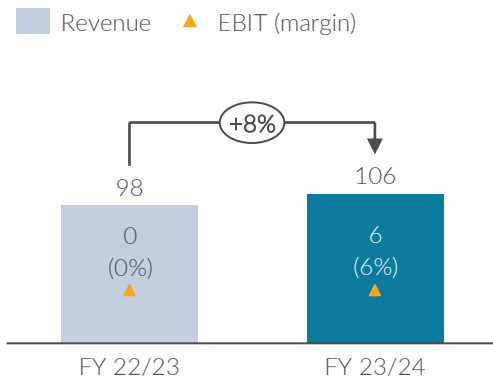 Revenue EBIT (margin)
+8%
98
106
0
(0%)
6
(6%)
FY 22/23
FY 23/24